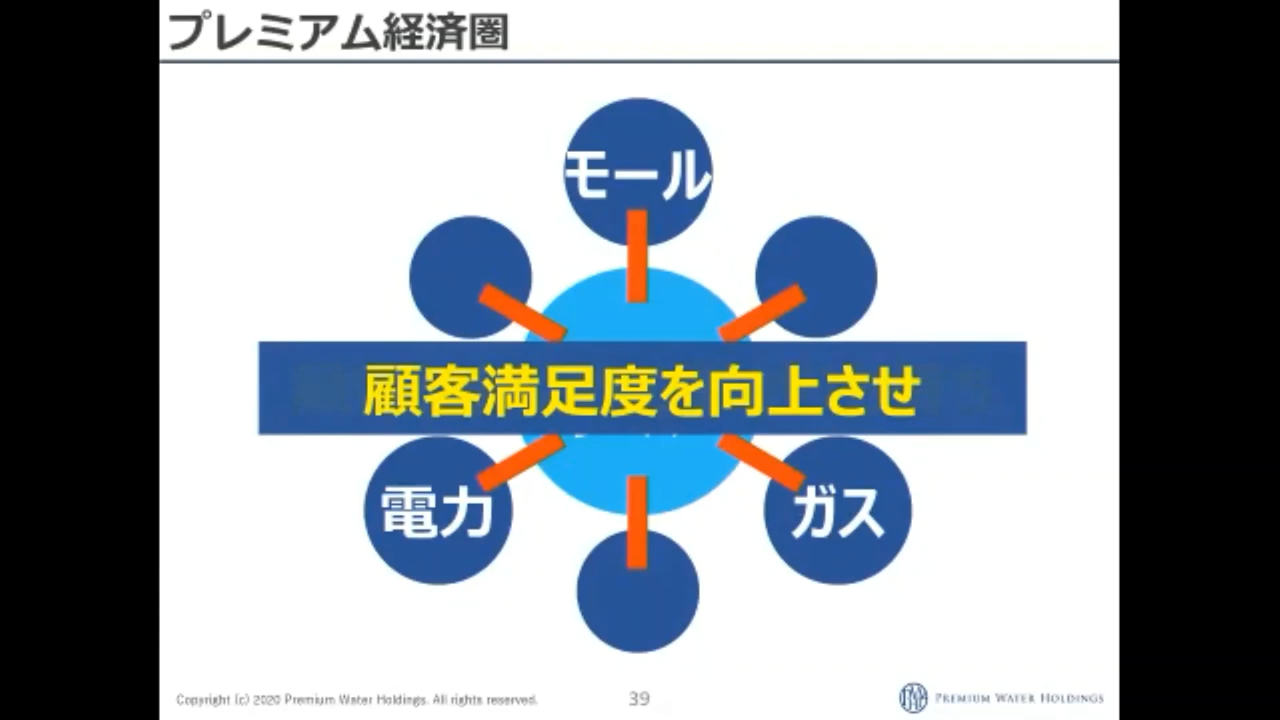 プレミアム経済圏
モール
顧客満足度を向上させ
電力
ガス
Copyright (c) 2020 Premium Water Holdings. All rights reserved.
39
PREMIUM WATER HOLDINGS